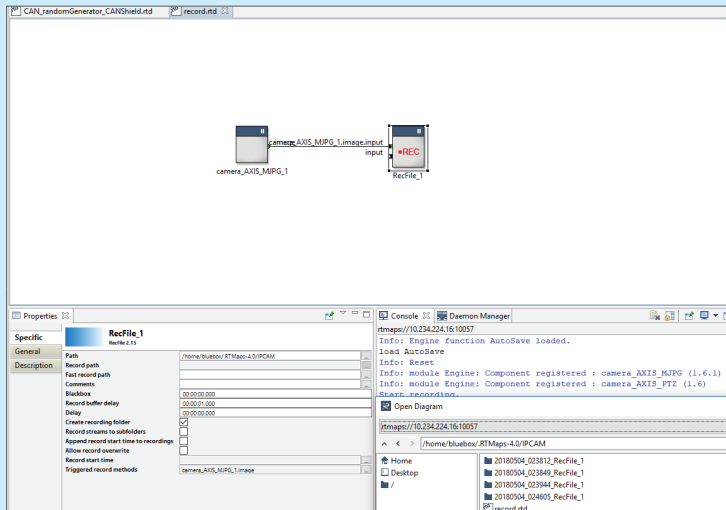 CAN_randomGenerator_CANShield.rtd
record.rtd
camera_AXIS_MJPG_1.image.input
input
camera_AXIS_MJPG_1
REC
RecFile_1
Properties
Console
Daemon Manager
Specific
General
Description
RecFile_1
RecFile 2.15
Path /home/bluebox/.RTMaps-4.0/IPCAM
Record path
Fast record path
Comments
Blackbox 00:00:00.000
Record buffer delay 00:00:01.000
Delay 00:00:00.000
Create recording folder
Record streams to subfolders
Append record start time to recordings
Allow record overwrite
Record start time
Triggered record methods camera_AXIS_MJPG_1.image
rtmaps://10.234.224.16:10057
Info: Engine function AutoSave loaded.
load AutoSave
Info: Reset
Info: module Engine: Component registered : camera_AXIS_MJPG (1.6.1)
Info: module Engine: Component registered : camera_AXIS_PTZ (1.6)
Start recording.
Open Diagram
rtmaps://10.234.224.16:10057
/home/bluebox/.RTMaps-4.0/IPCAM
Home
Desktop
/
20180504_023812_RecFile_1
20180504_023849_RecFile_1
20180504_023944_RecFile_1
20180504_024605_RecFile_1
record.rtd